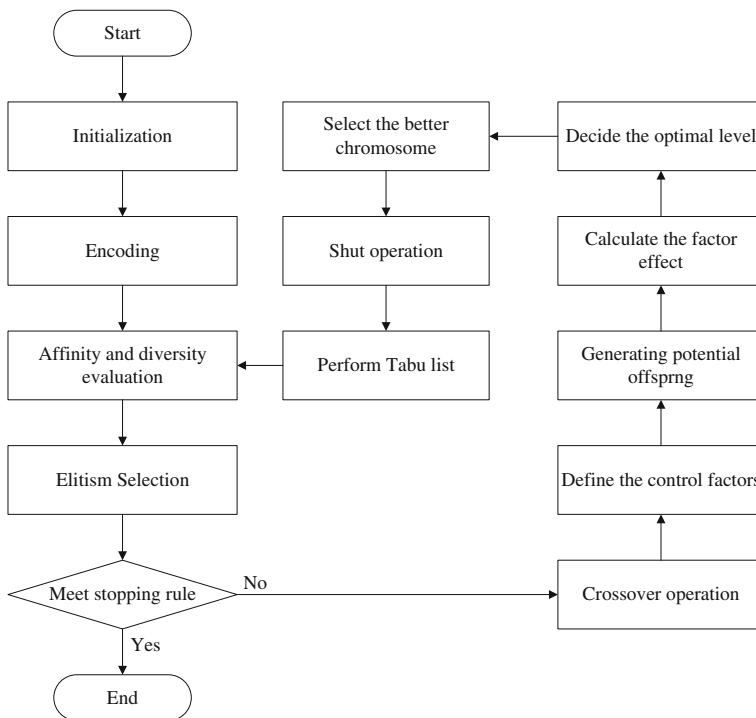 Start
Initialization
Encoding
Affinity and diversity
evaluation
Elitism Selection
Meet stopping rule
No
Yes
End
Select the better
chromosome
Shut operation
Perform Tabu list
Decide the optimal level
Calculate the factor
effect
Generating potential
offsprng
Define the control factors
Crossover operation